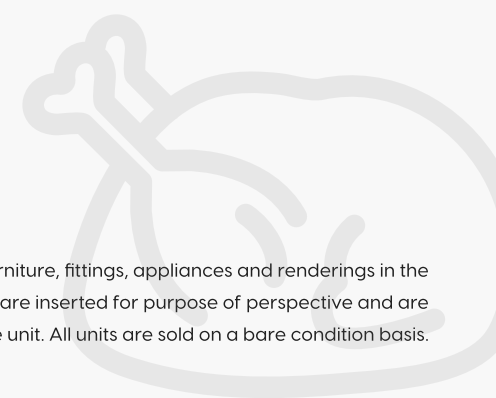 rniture, fittings, appliances and renderings in the
are inserted for purpose of perspective and are
unit. All units are sold on a bare condition basis.